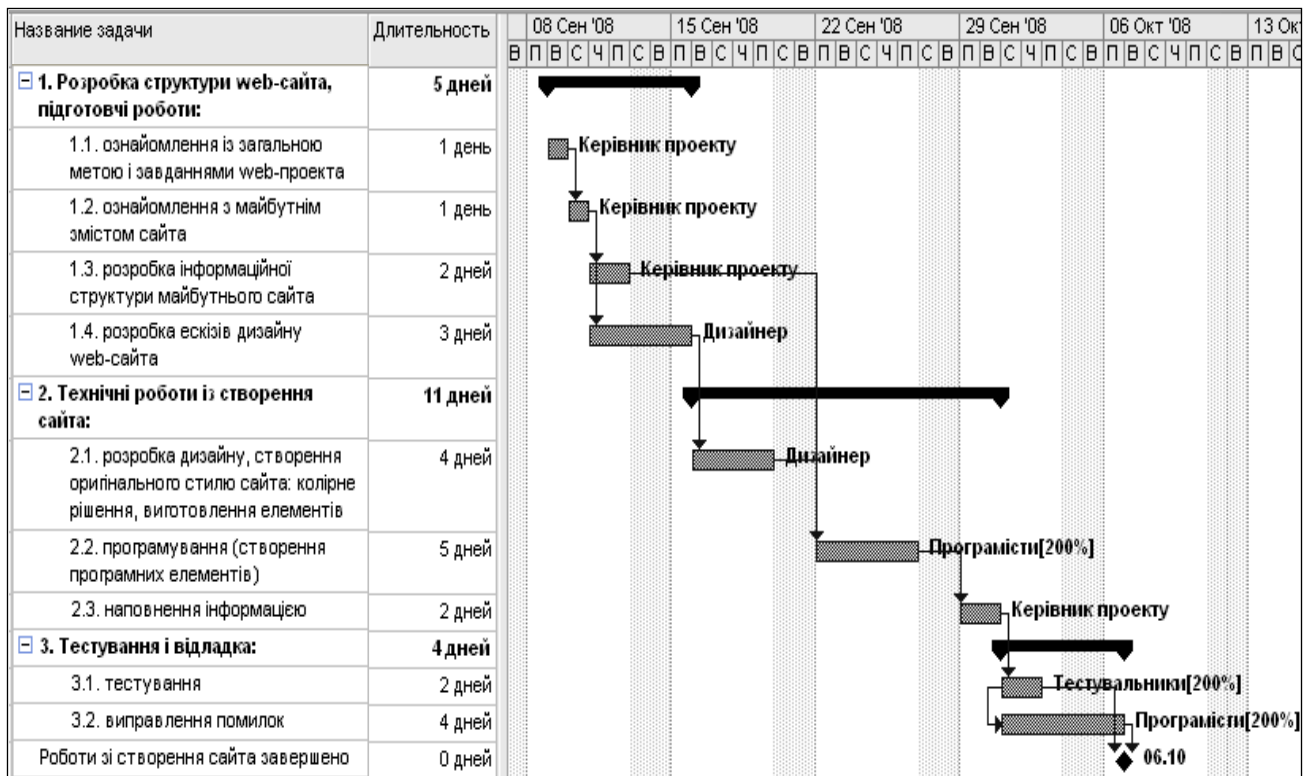 Название задачи Длительность 08 Сен '08 15 Сен '08 22 Сен '08 29 Сен '08 06 Окт '08 13 Ок
В П В С Ч П С В П В С Ч П С В П В С Ч П С В П В С Ч П С В П В С Ч П С В П В С
1. Розробка структури web-сайта, 5 дней
підготовчі роботи:
1.1. ознайомлення із загальною 1 день Керівник проекту
метою і завданнями web-проекта
1.2. ознайомлення з майбутнім 1 день Керівник проекту
змістом сайта
1.3. розробка інформаційної 2 дней Керівник проекту
структури майбутнього сайта
1.4. розробка ескізів дизайну 3 дней Дизайнер
web-сайта
2. Технічні роботи із створення 11 дней
сайта:
2.1. розробка дизайну, створення 4 дней Дизайнер
оригінального стилю сайта: колірне
рішення, виготовлення елементів
2.2. програмування (створення 5 дней Програмісти[200%]
програмних елементів)
2.3. наповнення інформацією 2 дней Керівник проекту
3. Тестування і відладка: 4 дней
3.1. тестування 2 дней Тестувальники[200%]
3.2. виправлення помилок 4 дней Програмісти[200%]
Роботи зі створення сайта завершено 0 дней 06.10